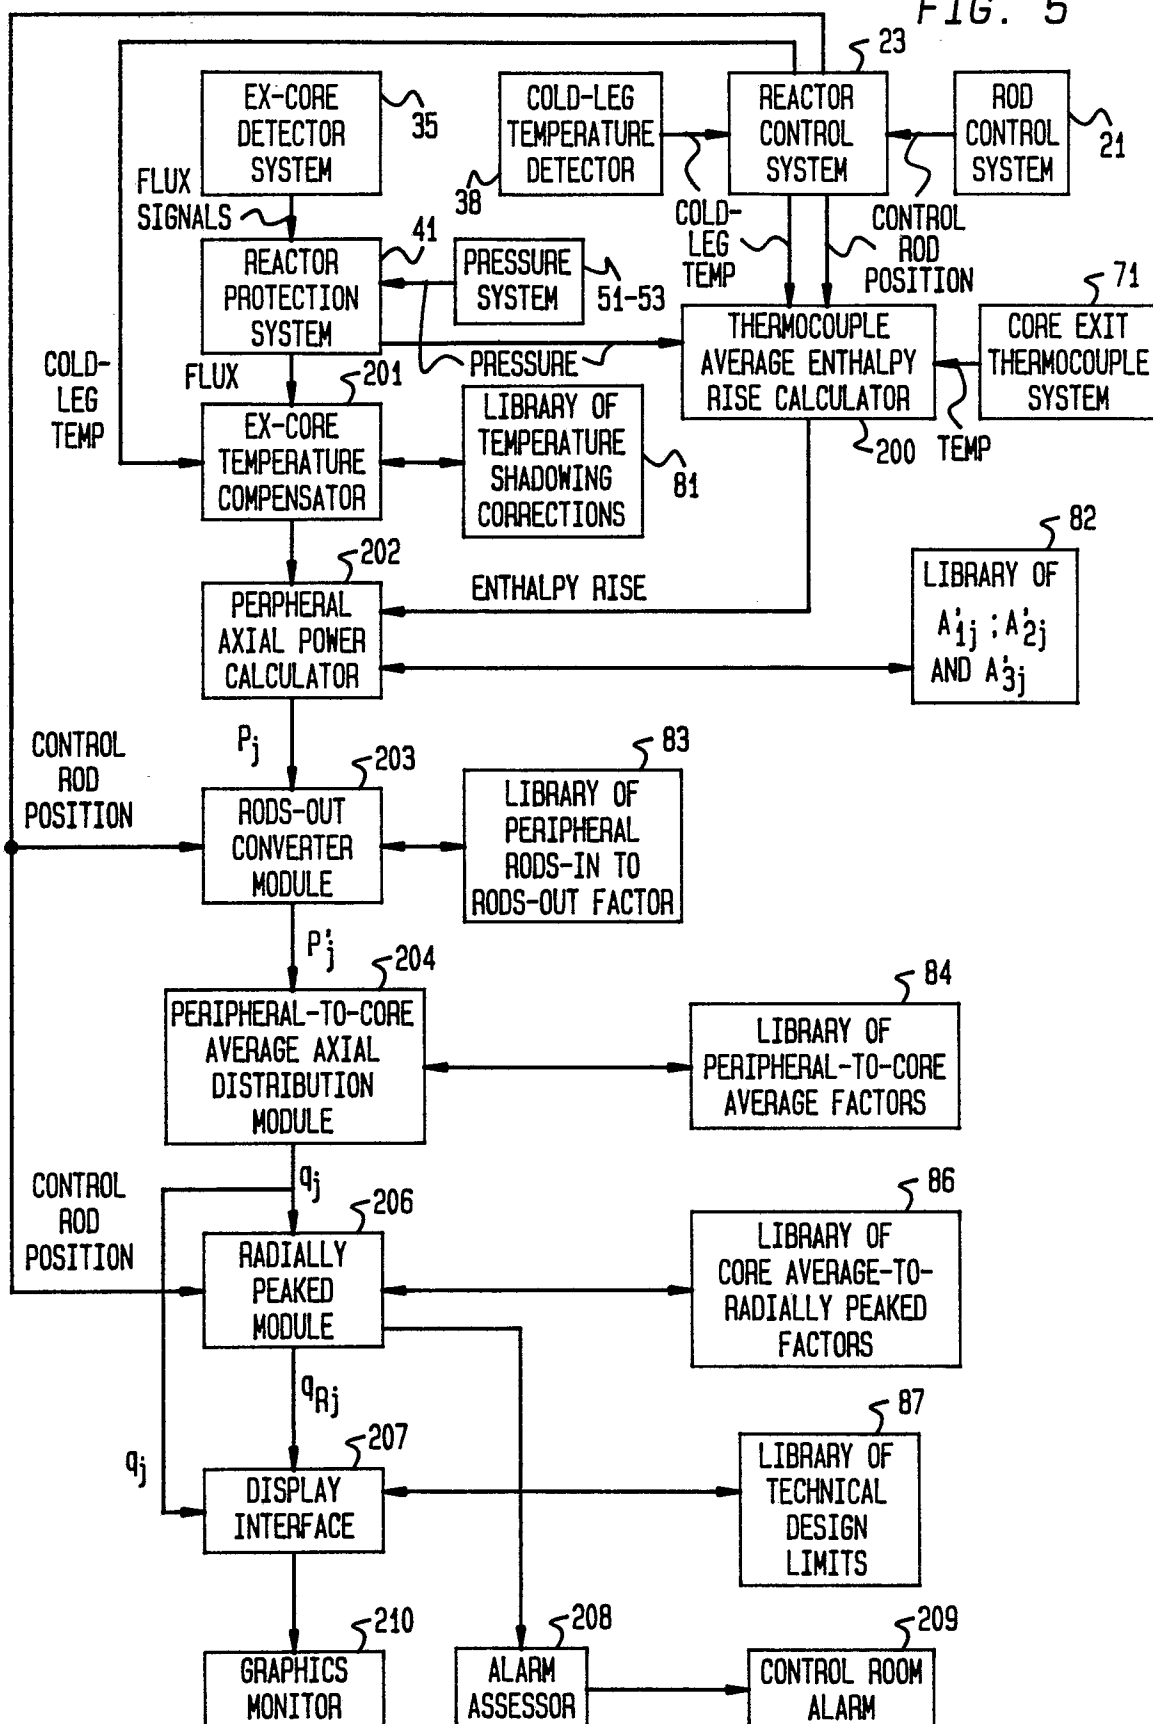 FIG. 5
23
EX-CORE
DETECTOR
SYSTEM
35
COLD-LEG
TEMPERATURE
DETECTOR
38
REACTOR
CONTROL
SYSTEM
ROD
CONTROL
SYSTEM
21
FLUX
SIGNALS
COLD-
LEG
TEMP
CONTROL
ROD
POSITION
41
REACTOR
PROTECTION
SYSTEM
PRESSURE
SYSTEM
51-53
71
THERMOCOUPLE
AVERAGE ENTHALPY
RISE CALCULATOR
CORE EXIT
THERMOCOUPLE
SYSTEM
PRESSURE
200
TEMP
COLD-
LEG
TEMP
FLUX
201
EX-CORE
TEMPERATURE
COMPENSATOR
LIBRARY OF
TEMPERATURE
SHADOWING
CORRECTIONS
81
202
PERPHERAL
AXIAL POWER
CALCULATOR
ENTHALPY RISE
82
LIBRARY OF
A'1j ; A'2j
AND A'3j
Pj
CONTROL
ROD
POSITION
203
RODS-OUT
CONVERTER
MODULE
83
LIBRARY OF
PERIPHERAL
RODS-IN TO
RODS-OUT FACTOR
P'j
204
PERIPHERAL-TO-CORE
AVERAGE AXIAL
DISTRIBUTION
MODULE
84
LIBRARY OF
PERIPHERAL-TO-CORE
AVERAGE FACTORS
qj
CONTROL
ROD
POSITION
206
RADIALLY
PEAKED
MODULE
86
LIBRARY OF
CORE AVERAGE-TO-
RADIALLY PEAKED
FACTORS
qRj
qj
207
DISPLAY
INTERFACE
87
LIBRARY OF
TECHNICAL
DESIGN
LIMITS
210
GRAPHICS
MONITOR
208
ALARM
ASSESSOR
209
CONTROL ROOM
ALARM